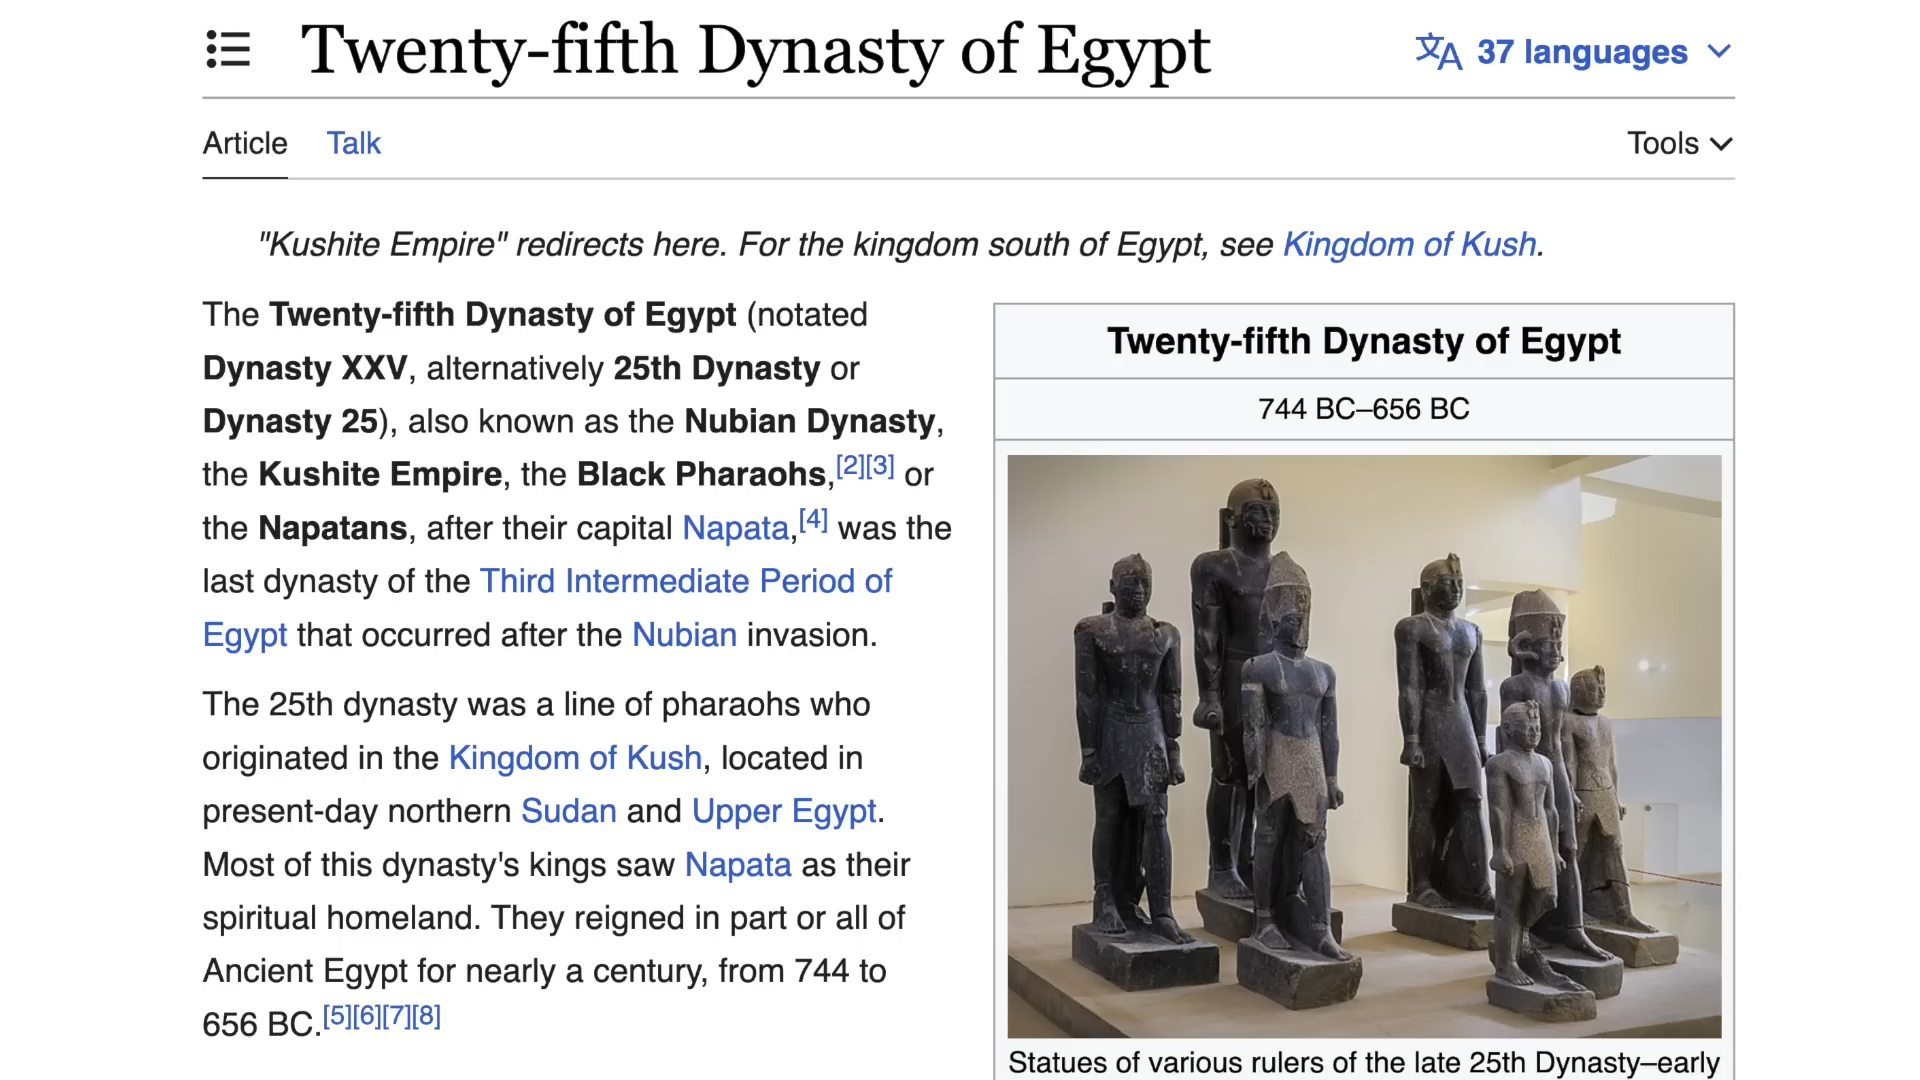 Twenty-fifth Dynasty of Egypt
37 languages
Article
Talk
Tools
"Kushite Empire" redirects here. For the kingdom south of Egypt, see Kingdom of Kush.
The Twenty-fifth Dynasty of Egypt (notated
Dynasty XXV, alternatively 25th Dynasty or
Dynasty 25), also known as the Nubian Dynasty,
the Kushite Empire, the Black Pharaohs,[2][3] or
the Napatans, after their capital Napata,[4] was the
last dynasty of the Third Intermediate Period of
Egypt that occurred after the Nubian invasion.
The 25th dynasty was a line of pharaohs who
originated in the Kingdom of Kush, located in
present-day northern Sudan and Upper Egypt.
Most of this dynasty's kings saw Napata as their
spiritual homeland. They reigned in part or all of
Ancient Egypt for nearly a century, from 744 to
656 BC.[5][6][7][8]
Twenty-fifth Dynasty of Egypt
744 BC–656 BC
Statues of various rulers of the late 25th Dynasty–early